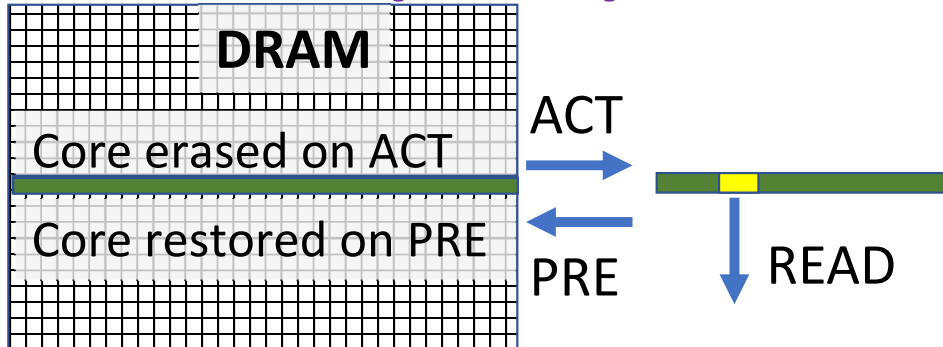 DRAM
ACT
Core erased on ACT
Core restored on PRE
PRE
READ